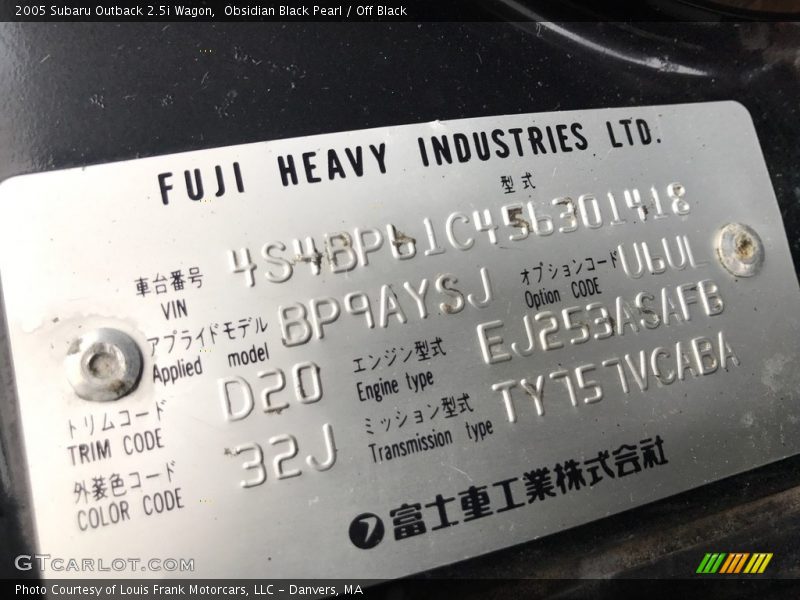 2005 Subaru Outback 2.5i Wagon,  Obsidian Black Pearl / Off Black
FUJI HEAVY INDUSTRIES LTD.
型式
車台番号
VIN
4S4BP61C456301418
アプライドモデル
Applied model
BP9AYSJ
オプションコード
Option CODE
U6UL
トリムコード
TRIM CODE
D20
エンジン型式
Engine type
EJ253ASAFB
外装色コード
COLOR CODE
32J
ミッション型式
Transmission type
TY757VCABA
富士重工業株式会社
GTCARLOT.COM
Photo Courtesy of Louis Frank Motorcars, LLC - Danvers, MA